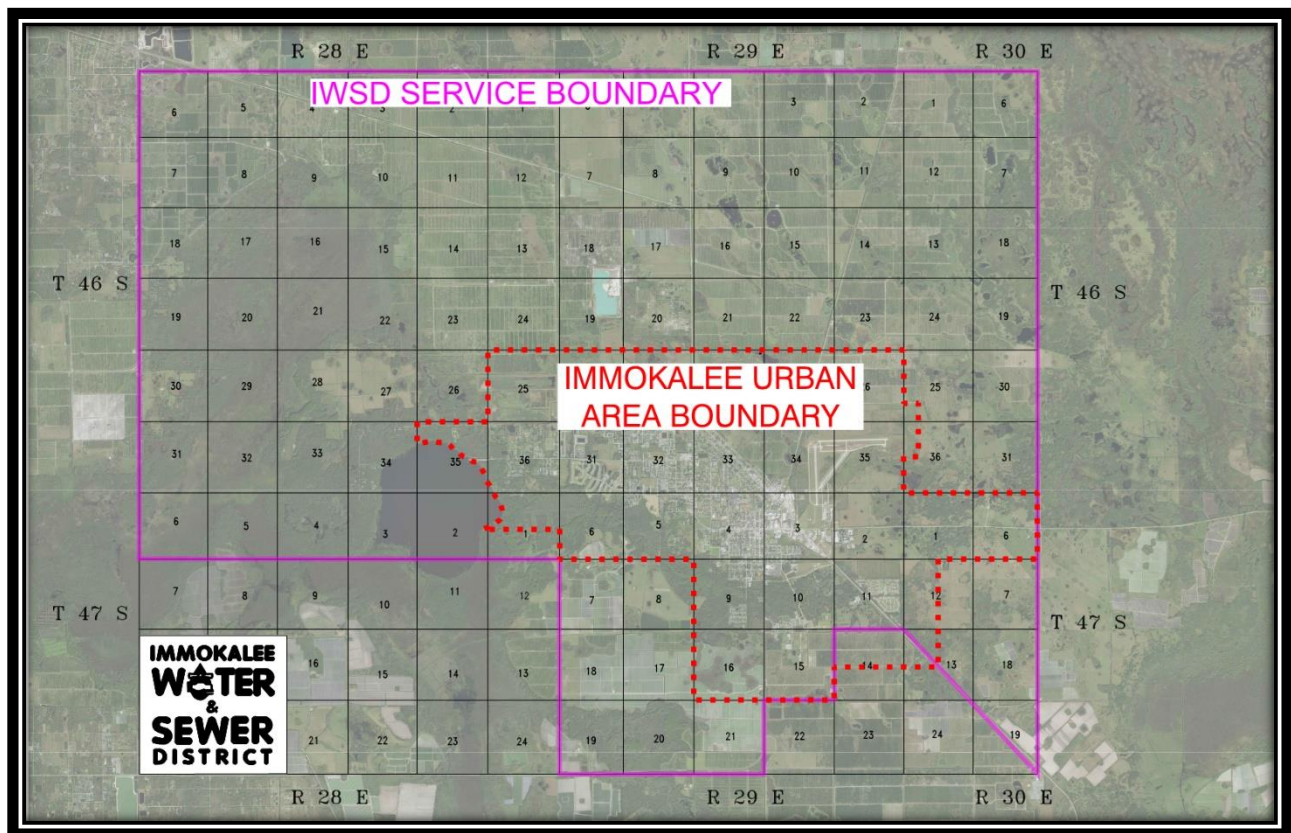 R 28 E R 29 E R 30 E
IWSD SERVICE BOUNDARY
6 5 4 3 2 3 2 1 6
7 8 9 10 11 12 7 8 9 10 11 12 7
18 17 16 15 14 13 18 17 16 15 14 13 18
T 46 S T 46 S
19 20 21 22 23 24 19 20 21 22 23 24 19
IMMOKALEE URBAN
AREA BOUNDARY
30 29 28 27 26 25 25 30
31 32 33 34 35 36 31 32 33 34 35 36 31
6 5 4 3 2 1 6 5 4 3 2 1 6
7 8 9 10 11 12 7 8 9 10 11 12 7
T 47 S T 47 S
16 15 14 13 18 17 16 15 14 13 18
21 22 23 24 19 20 21 22 23 24 19
IMMOKALEE
WATER
&
SEWER
DISTRICT
R 28 E R 29 E R 30 E